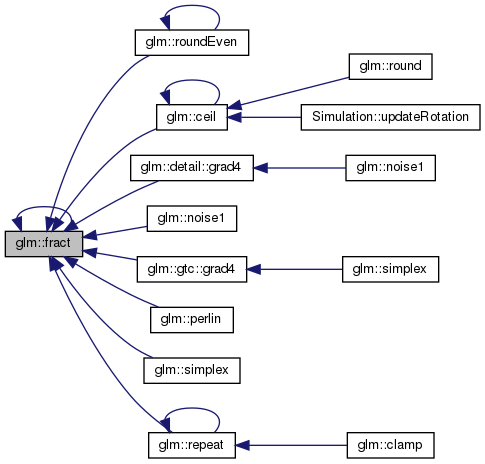 glm::roundEven
glm::round
glm::ceil
Simulation::updateRotation
glm::detail::grad4
glm::noise1
glm::noise1
glm::fract
glm::gtc::grad4
glm::simplex
glm::perlin
glm::simplex
glm::repeat
glm::clamp